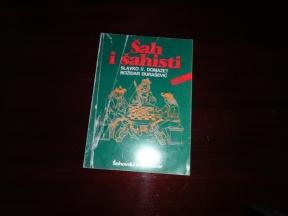 Šah
i šahisti
SLAVKO V. DOMAZET
BOŽIDAR ĐURAŠEVIĆ
Šahovski